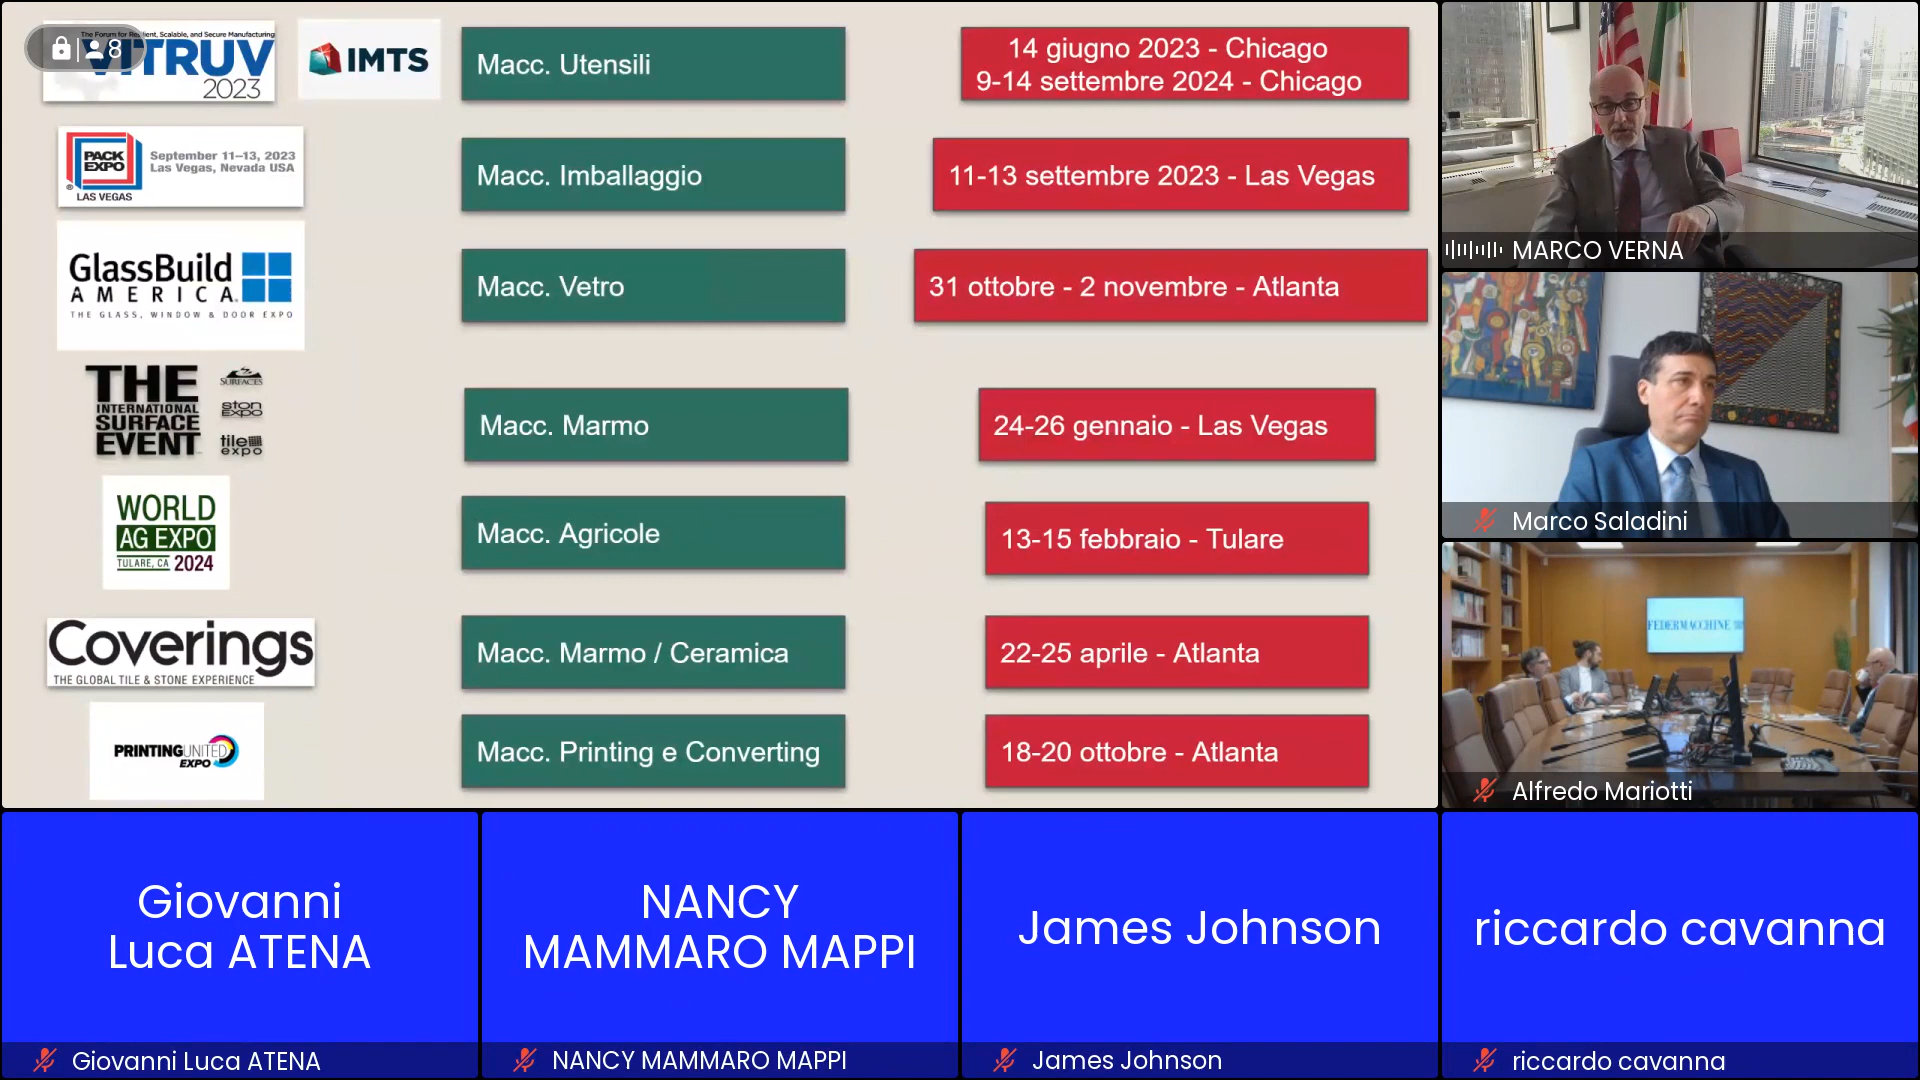 The Forum for Resilient, Scalable, and Secure Manufacturing
8
VITRUV
2023
IMTS
Macc. Utensili
14 giugno 2023 - Chicago
9-14 settembre 2024 - Chicago
PACK
EXPO
®
LAS VEGAS
September 11–13, 2023
Las Vegas, Nevada USA
Macc. Imballaggio
11-13 settembre 2023 - Las Vegas
GlassBuild
AMERICA
THE GLASS, WINDOW & DOOR EXPO
Macc. Vetro
31 ottobre - 2 novembre - Atlanta
THE
INTERNATIONAL
SURFACE
EVENT
SURFACES
ston
expo
tile
expo
Macc. Marmo
24-26 gennaio - Las Vegas
WORLD
AG EXPO
TULARE, CA 2024
Macc. Agricole
13-15 febbraio - Tulare
Coverings
THE GLOBAL TILE & STONE EXPERIENCE
Macc. Marmo / Ceramica
22-25 aprile - Atlanta
PRINTING UNITED
EXPO
Macc. Printing e Converting
18-20 ottobre - Atlanta
MARCO VERNA
Marco Saladini
FEDERMACCHINE
Alfredo Mariotti
Giovanni
Luca ATENA
Giovanni Luca ATENA
NANCY
MAMMARO MAPPI
NANCY MAMMARO MAPPI
James Johnson
James Johnson
riccardo cavanna
riccardo cavanna